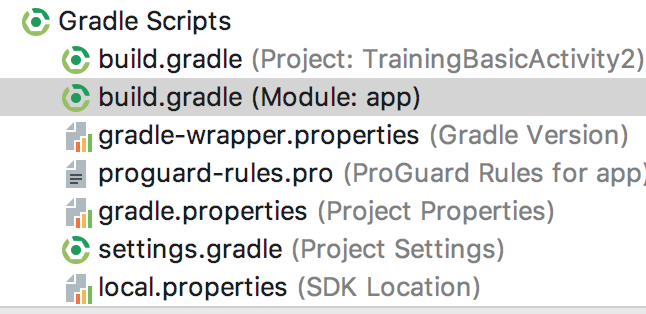 Gradle Scripts
build.gradle (Project: TrainingBasicActivity2)
build.gradle (Module: app)
gradle-wrapper.properties (Gradle Version)
proguard-rules.pro (ProGuard Rules for app)
gradle.properties (Project Properties)
settings.gradle (Project Settings)
local.properties (SDK Location)